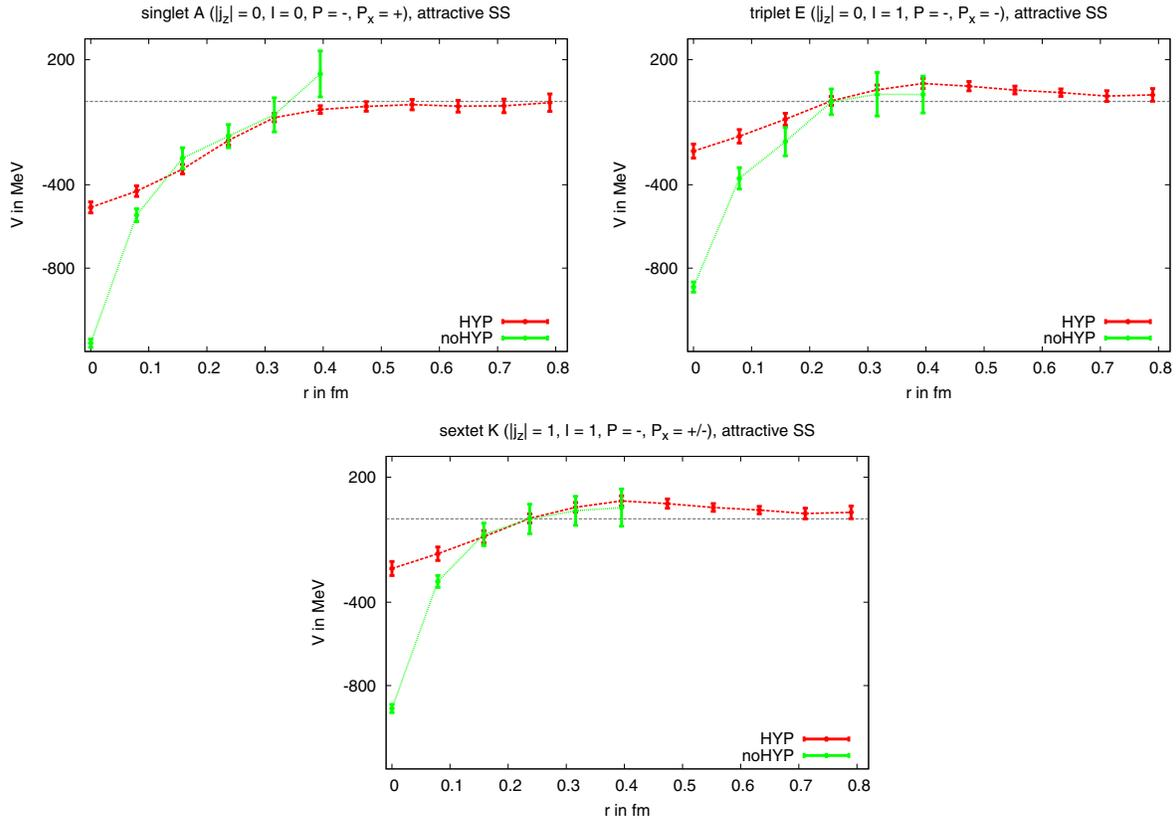 singlet A (|j_z| = 0, I = 0, P = -, P_x = +), attractive SS
200
-400
-800
V in MeV
HYP
noHYP
0 0.1 0.2 0.3 0.4 0.5 0.6 0.7 0.8
r in fm
triplet E (|j_z| = 0, I = 1, P = -, P_x = -), attractive SS
200
-400
-800
V in MeV
HYP
noHYP
0 0.1 0.2 0.3 0.4 0.5 0.6 0.7 0.8
r in fm
sextet K (|j_z| = 1, I = 1, P = -, P_x = +/-), attractive SS
200
-400
-800
V in MeV
HYP
noHYP
0 0.1 0.2 0.3 0.4 0.5 0.6 0.7 0.8
r in fm